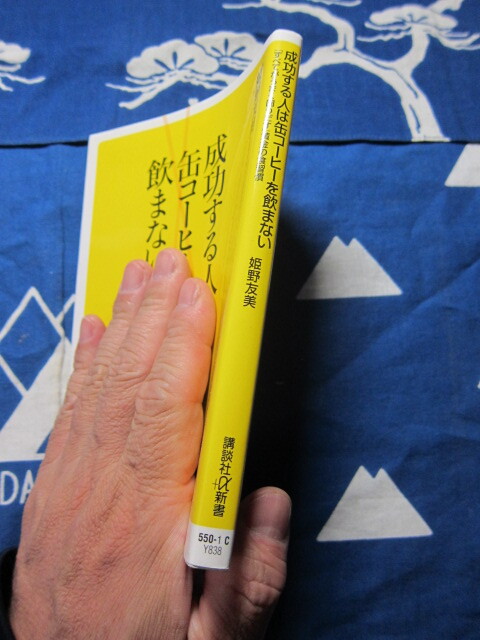 成功する人は缶コーヒーを飲まない
姫野友美
講談社+α新書
550-1 C
Y838
成功する人
缶コーヒ
飲まない
DA